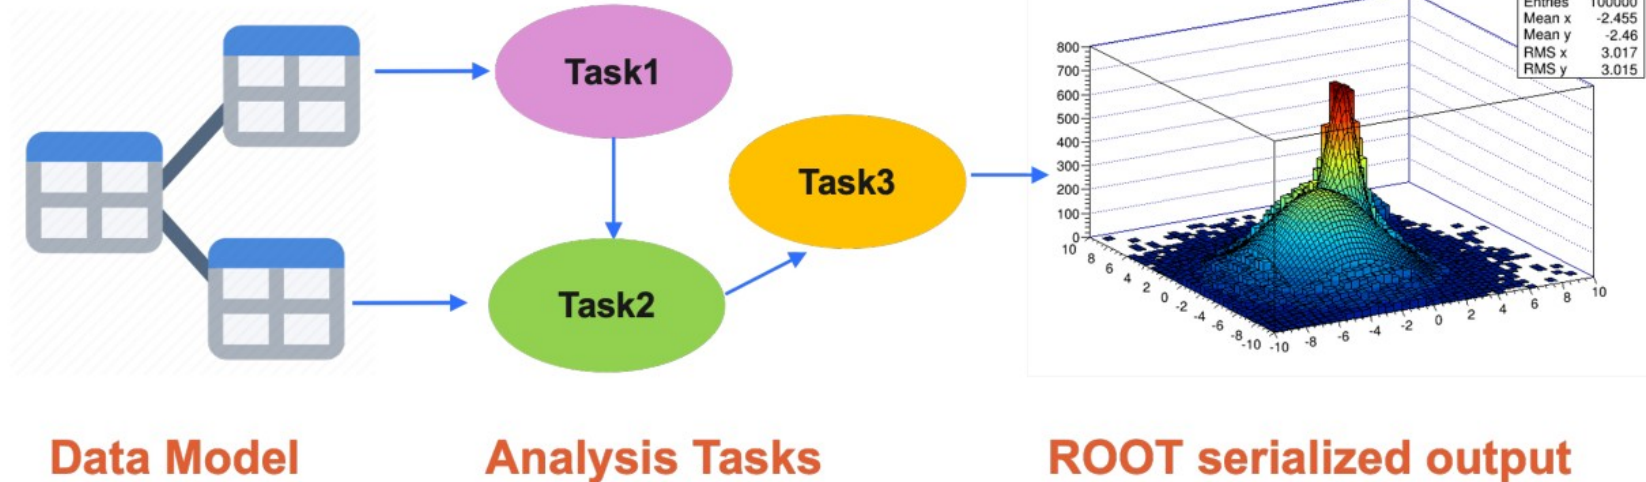 Task1
Task2
Task3
Entries 100000
Mean x -2.455
Mean y -2.46
RMS x 3.017
RMS y 3.015
800
700
600
500
400
300
200
100
0
10
8
6
4
2
0
-2
-4
-6
-8
-10
-10
-8
-6
-4
-2
0
2
4
6
8
10
Data Model
Analysis Tasks
ROOT serialized output